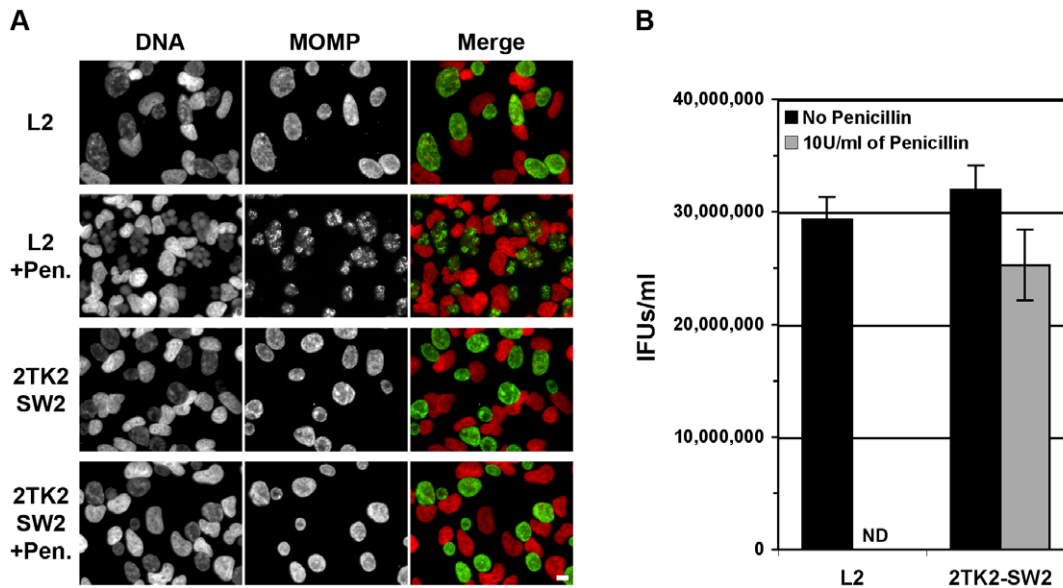 A
DNA MOMP Merge
L2
L2
+Pen.
2TK2
SW2
2TK2
SW2
+Pen.
B
IFUs/ml
40,000,000
30,000,000
20,000,000
10,000,000
0
No Penicillin
10U/ml of Penicillin
ND
L2 2TK2-SW2